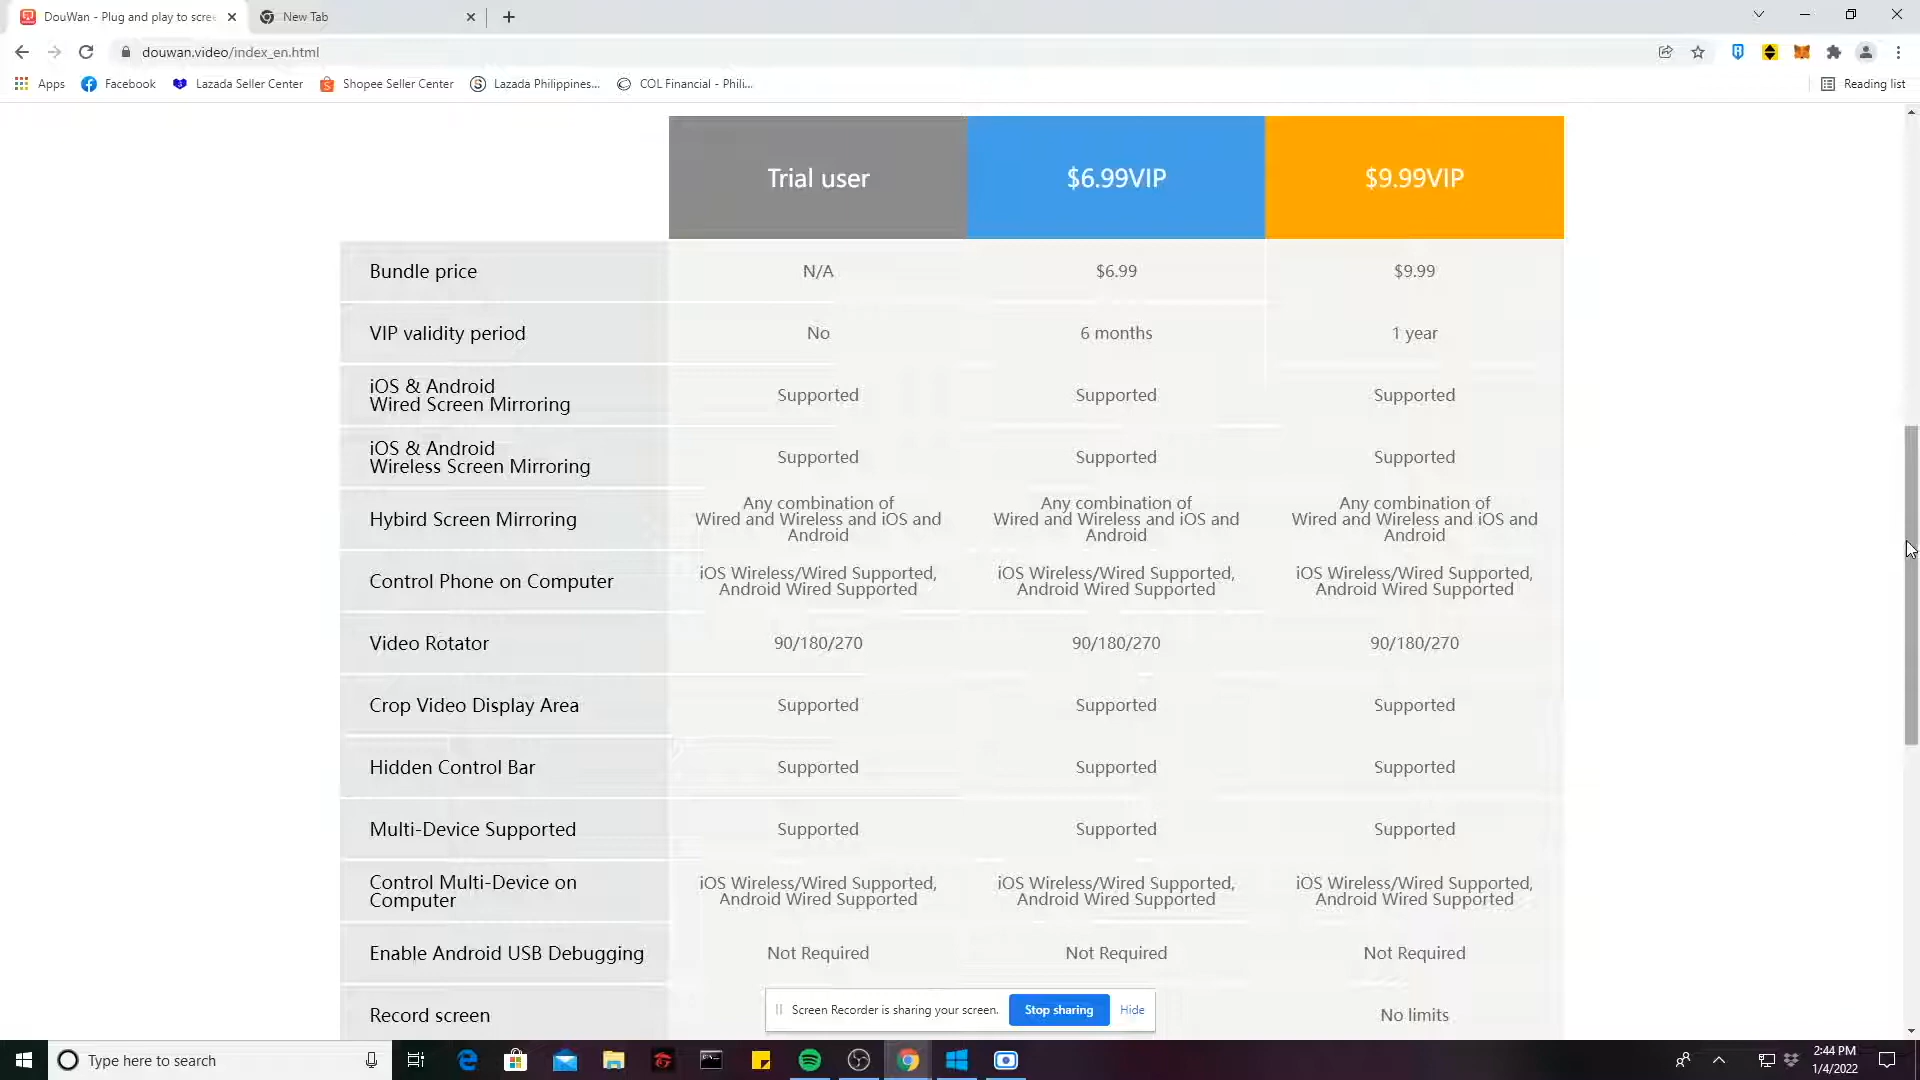 DouWan - Plug and play to scre
New Tab
douwan.video/index_en.html
Apps
Facebook
Lazada Seller Center
Shopee Seller Center
Lazada Philippines...
COL Financial - Phili...
Reading list
Trial user
$6.99VIP
$9.99VIP
Bundle price
N/A
$6.99
$9.99
VIP validity period
No
6 months
1 year
iOS & Android
Wired Screen Mirroring
Supported
Supported
Supported
iOS & Android
Wireless Screen Mirroring
Supported
Supported
Supported
Hybird Screen Mirroring
Any combination of
Wired and Wireless and iOS and
Android
Any combination of
Wired and Wireless and iOS and
Android
Any combination of
Wired and Wireless and iOS and
Android
Control Phone on Computer
iOS Wireless/Wired Supported,
Android Wired Supported
iOS Wireless/Wired Supported,
Android Wired Supported
iOS Wireless/Wired Supported,
Android Wired Supported
Video Rotator
90/180/270
90/180/270
90/180/270
Crop Video Display Area
Supported
Supported
Supported
Hidden Control Bar
Supported
Supported
Supported
Multi-Device Supported
Supported
Supported
Supported
Control Multi-Device on
Computer
iOS Wireless/Wired Supported,
Android Wired Supported
iOS Wireless/Wired Supported,
Android Wired Supported
iOS Wireless/Wired Supported,
Android Wired Supported
Enable Android USB Debugging
Not Required
Not Required
Not Required
Record screen
No limits
Screen Recorder is sharing your screen.
Stop sharing
Hide
Type here to search
2:44 PM
1/4/2022